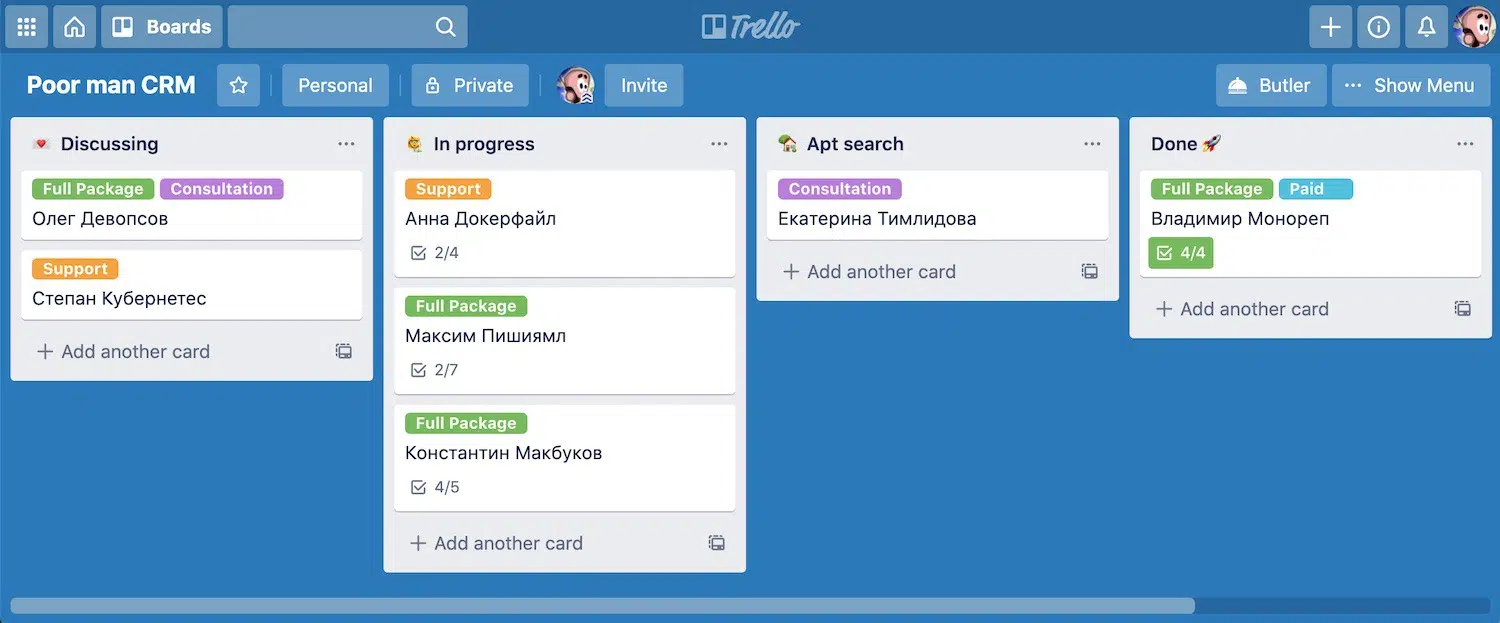 Boards
Trello
Poor man CRM
Personal
Private
Invite
Butler
Show Menu
Discussing
Full Package Consultation
Олег Девопсов
Support
Степан Кубернетес
Add another card
In progress
Support
Анна Докерфайл
2/4
Full Package
Максим Пишиямл
2/7
Full Package
Константин Макбуков
4/5
Add another card
Apt search
Consultation
Екатерина Тимлидова
Add another card
Done
Full Package Paid
Владимир Монореп
4/4
Add another card